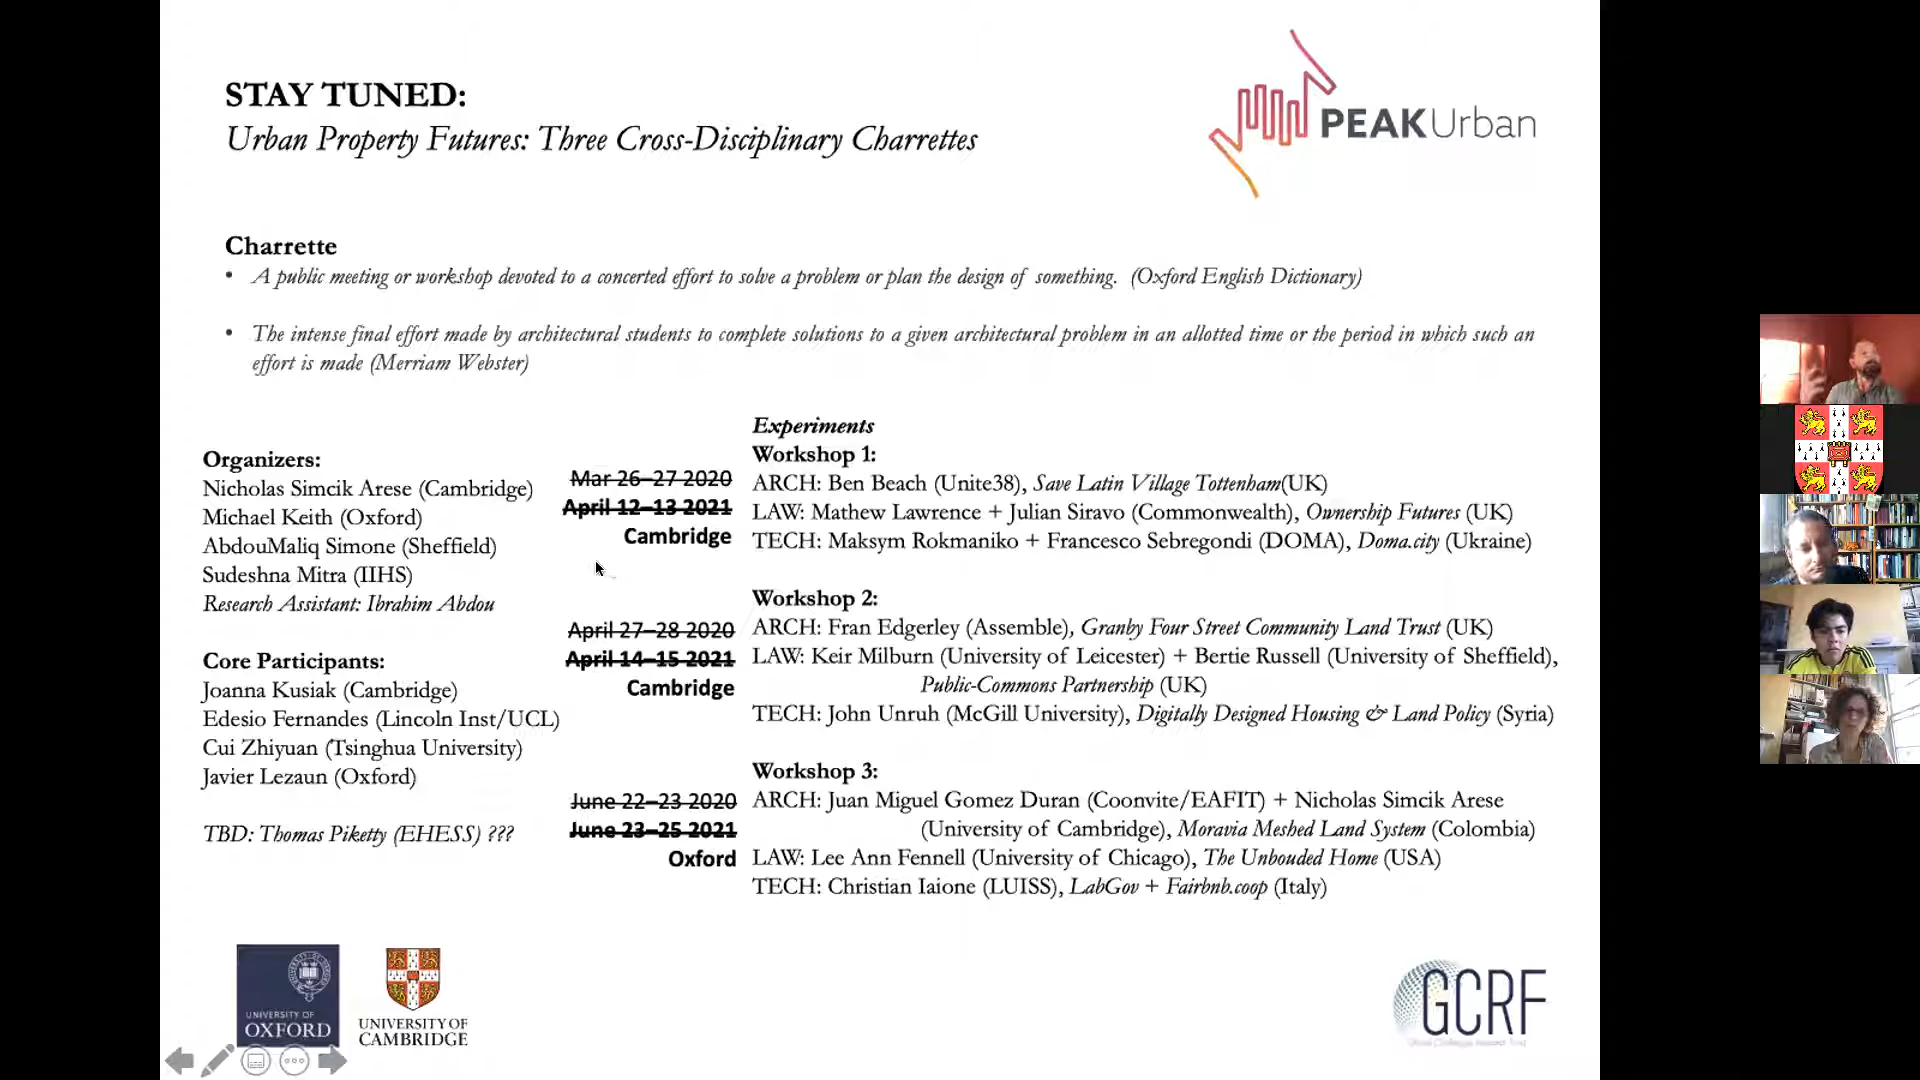 STAY TUNED:
Urban Property Futures: Three Cross-Disciplinary Charrettes
PEAKUrban
Charrette
• A public meeting or workshop devoted to a concerted effort to solve a problem or plan the design of something. (Oxford English Dictionary)
• The intense final effort made by architectural students to complete solutions to a given architectural problem in an allotted time or the period in which such an
effort is made (Merriam Webster)
Organizers:
Nicholas Simcik Arese (Cambridge)
Michael Keith (Oxford)
AbdouMaliq Simone (Sheffield)
Sudeshna Mitra (IIHS)
Research Assistant: Ibrahim Abdou
Core Participants:
Joanna Kusiak (Cambridge)
Edesio Fernandes (Lincoln Inst/UCL)
Cui Zhiyuan (Tsinghua University)
Javier Lezaun (Oxford)
TBD: Thomas Piketty (EHESS) ???
Mar 26–27 2020
April 12–13 2021
Cambridge
April 27–28 2020
April 14–15 2021
Cambridge
June 22–23 2020
June 23–25 2021
Oxford
Experiments
Workshop 1:
ARCH: Ben Beach (Unite38), Save Latin Village Tottenham(UK)
LAW: Mathew Lawrence + Julian Siravo (Commonwealth), Ownership Futures (UK)
TECH: Maksym Rokmaniko + Francesco Sebregondi (DOMA), Doma.city (Ukraine)
Workshop 2:
ARCH: Fran Edgerley (Assemble), Granby Four Street Community Land Trust (UK)
LAW: Keir Milburn (University of Leicester) + Bertie Russell (University of Sheffield),
Public-Commons Partnership (UK)
TECH: John Unruh (McGill University), Digitally Designed Housing & Land Policy (Syria)
Workshop 3:
ARCH: Juan Miguel Gomez Duran (Coonvite/EAFIT) + Nicholas Simcik Arese
(University of Cambridge), Moravia Meshed Land System (Colombia)
LAW: Lee Ann Fennell (University of Chicago), The Unbouded Home (USA)
TECH: Christian Iaione (LUISS), LabGov + Fairbnb.coop (Italy)
UNIVERSITY OF
OXFORD
UNIVERSITY OF
CAMBRIDGE
GCRF